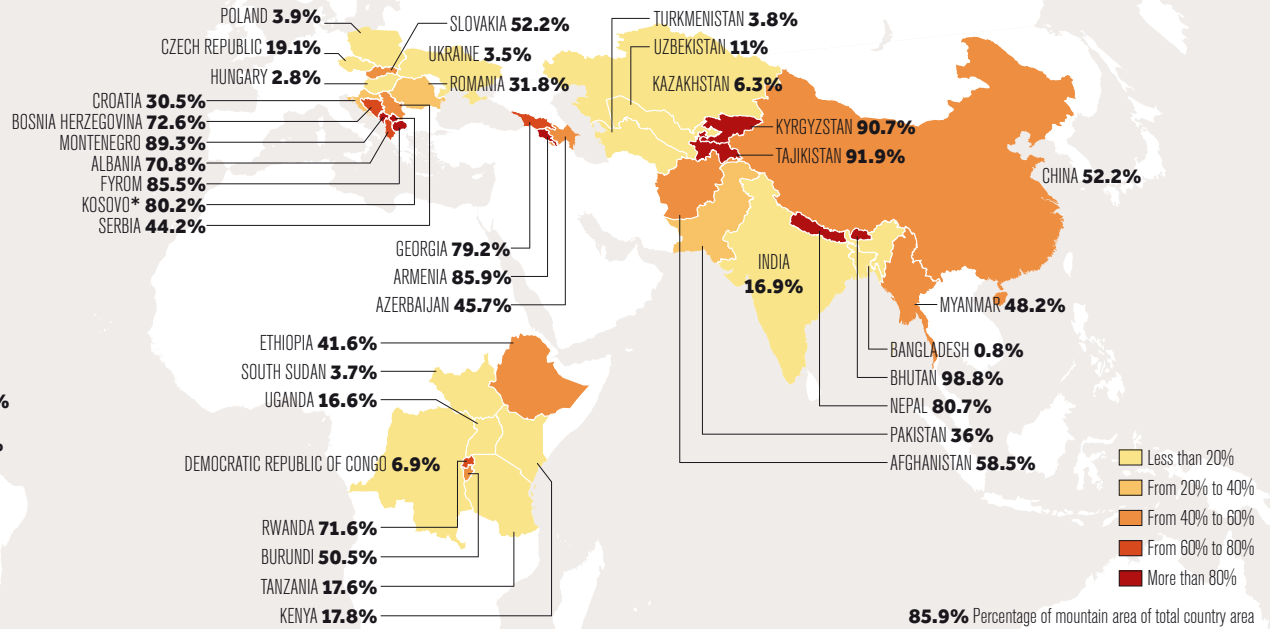 POLAND 3.9%
CZECH REPUBLIC 19.1%
HUNGARY 2.8%
CROATIA 30.5%
BOSNIA HERZEGOVINA 72.6%
MONTENEGRO 89.3%
ALBANIA 70.8%
FYROM 85.5%
KOSOVO* 80.2%
SERBIA 44.2%
SLOVAKIA 52.2%
UKRAINE 3.5%
ROMANIA 31.8%
GEORGIA 79.2%
ARMENIA 85.9%
AZERBAIJAN 45.7%
TURKMENISTAN 3.8%
UZBEKISTAN 11%
KAZAKHSTAN 6.3%
KYRGYZSTAN 90.7%
TAJIKISTAN 91.9%
CHINA 52.2%
INDIA
16.9%
MYANMAR 48.2%
BANGLADESH 0.8%
BHUTAN 98.8%
NEPAL 80.7%
PAKISTAN 36%
AFGHANISTAN 58.5%
ETHIOPIA 41.6%
SOUTH SUDAN 3.7%
UGANDA 16.6%
%
%
DEMOCRATIC REPUBLIC OF CONGO 6.9%
RWANDA 71.6%
BURUNDI 50.5%
TANZANIA 17.6%
KENYA 17.8%
Less than 20%
From 20% to 40%
From 40% to 60%
From 60% to 80%
More than 80%
85.9% Percentage of mountain area of total country area